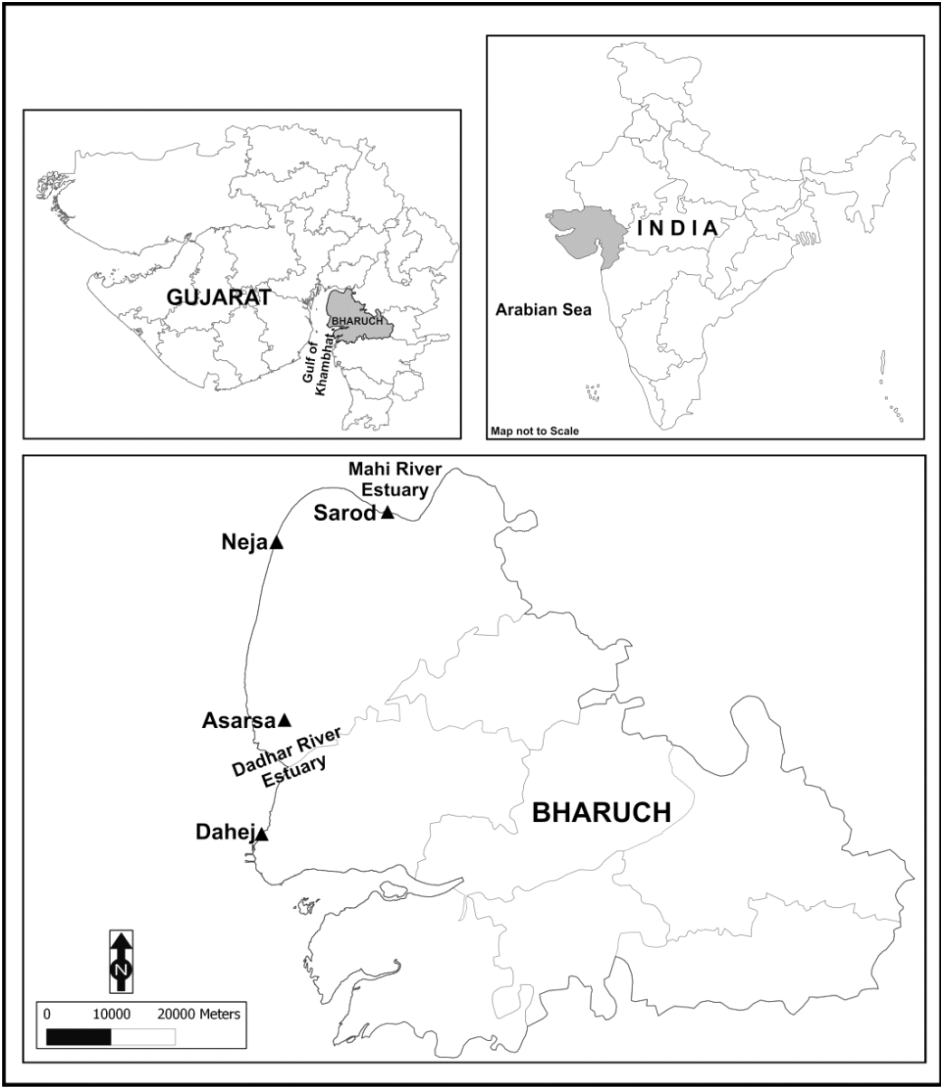 GUJARAT
BHARUCH
Gulf of
Khambhat
INDIA
Arabian Sea
Map not to Scale
Mahi River
Estuary
Sarod
Neja
Asarsa
Dadhar River
Estuary
BHARUCH
Dahej
N
0 10000 20000 Meters